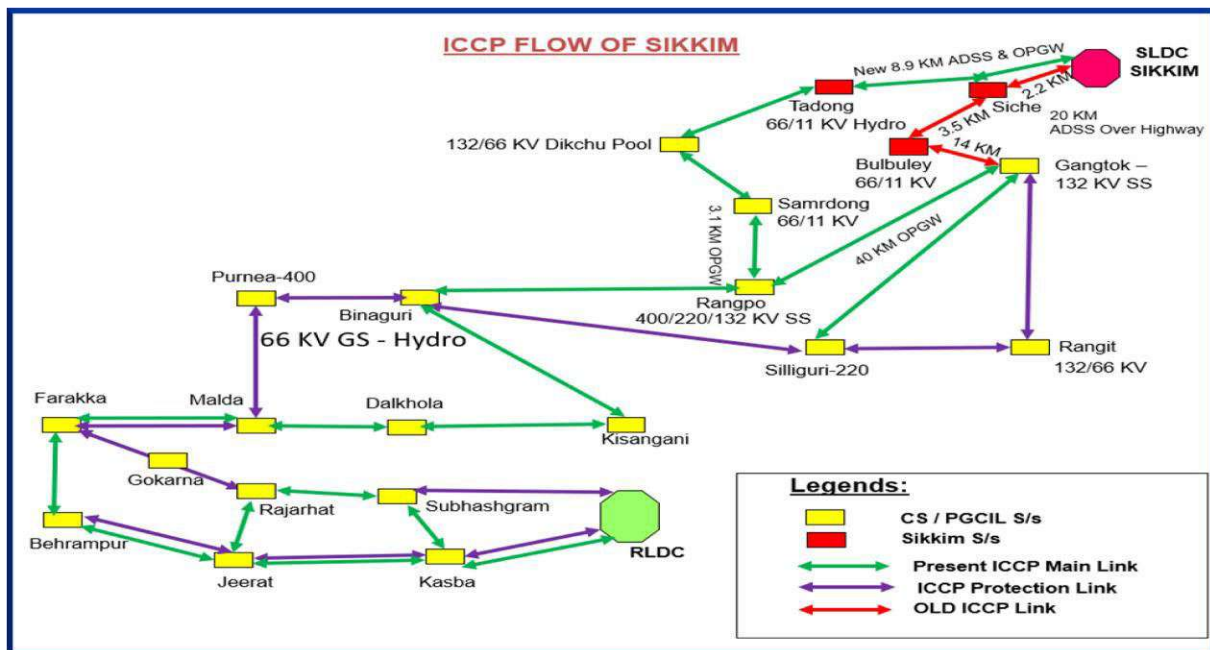 ICCP FLOW OF SIKKIM
New 8.9 KM ADSS & OPGW
SLDC
SIKKIM
Tadong
66/11 KV Hydro
Siche
2.2 KM
20 KM
ADSS Over Highway
3.5 KM
14 KM
132/66 KV Dikchu Pool
Bulbuley
66/11 KV
Gangtok –
132 KV SS
Samrdong
66/11 KV
3.1 KM OPGW
40 KM OPGW
Purnea-400
Binaguri
Rangpo
400/220/132 KV SS
66 KV GS - Hydro
Silliguri-220
Rangit
132/66 KV
Farakka
Malda
Dalkhola
Kisangani
Gokarna
Rajarhat
Subhashgram
RLDC
Behrampur
Jeerat
Kasba
Legends:
CS / PGCIL S/s
Sikkim S/s
Present ICCP Main Link
ICCP Protection Link
OLD ICCP Link